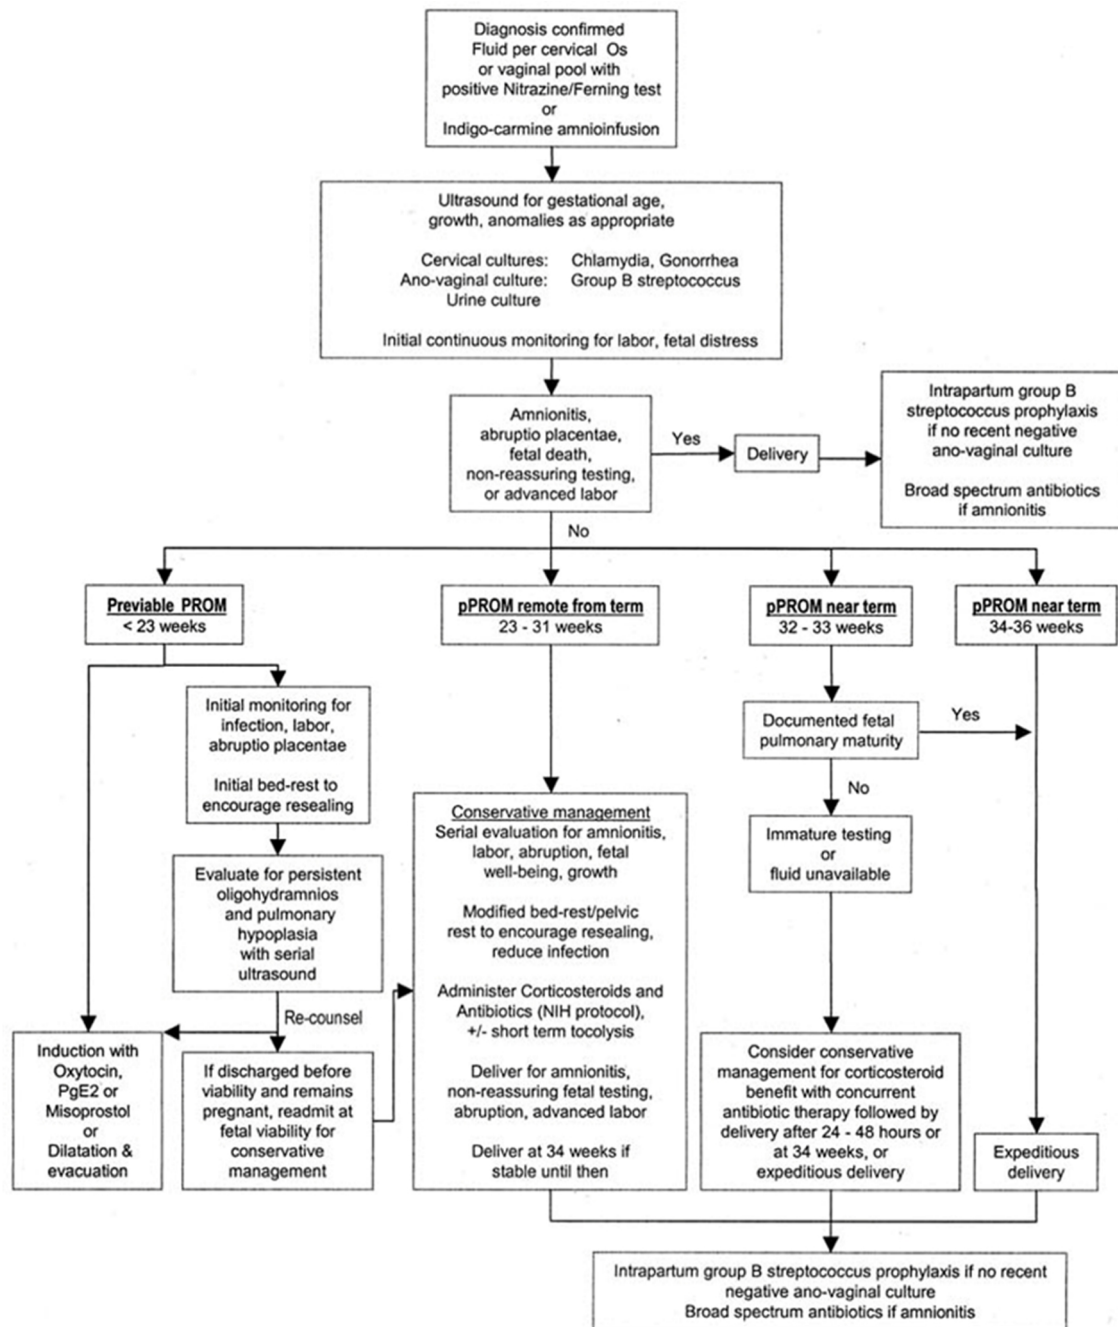 Diagnosis confirmed
Fluid per cervical Os
or vaginal pool with
positive Nitrazine/Ferning test
or
Indigo-carmine amnioinfusion
Ultrasound for gestational age,
growth, anomalies as appropriate
Cervical cultures: Chlamydia, Gonorrhea
Ano-vaginal culture: Group B streptococcus
Urine culture
Initial continuous monitoring for labor, fetal distress
Amnionitis,
abruptio placentae,
fetal death,
non-reassuring testing,
or advanced labor
Yes
Delivery
Intrapartum group B
streptococcus prophylaxis
if no recent negative
ano-vaginal culture
Broad spectrum antibiotics
if amnionitis
No
Previable PROM
< 23 weeks
pPROM remote from term
23 - 31 weeks
pPROM near term
32 - 33 weeks
pPROM near term
34-36 weeks
Initial monitoring for
infection, labor,
abruptio placentae
Initial bed-rest to
encourage resealing
Evaluate for persistent
oligohydramnios
and pulmonary
hypoplasia
with serial
ultrasound
Re-counsel
Induction with
Oxytocin,
PgE2 or
Misoprostol
or
Dilatation &
evacuation
If discharged before
viability and remains
pregnant, readmit at
fetal viability for
conservative
management
Conservative management
Serial evaluation for amnionitis,
labor, abruption, fetal
well-being, growth
Modified bed-rest/pelvic
rest to encourage resealing,
reduce infection
Administer Corticosteroids and
Antibiotics (NIH protocol),
+/- short term tocolysis
Deliver for amnionitis,
non-reassuring fetal testing,
abruption, advanced labor
Deliver at 34 weeks if
stable until then
Documented fetal
pulmonary maturity
Yes
No
Immature testing
or
fluid unavailable
Consider conservative
management for corticosteroid
benefit with concurrent
antibiotic therapy followed by
delivery after 24 - 48 hours or
at 34 weeks, or
expeditious delivery
Expeditious
delivery
Intrapartum group B streptococcus prophylaxis if no recent
negative ano-vaginal culture
Broad spectrum antibiotics if amnionitis